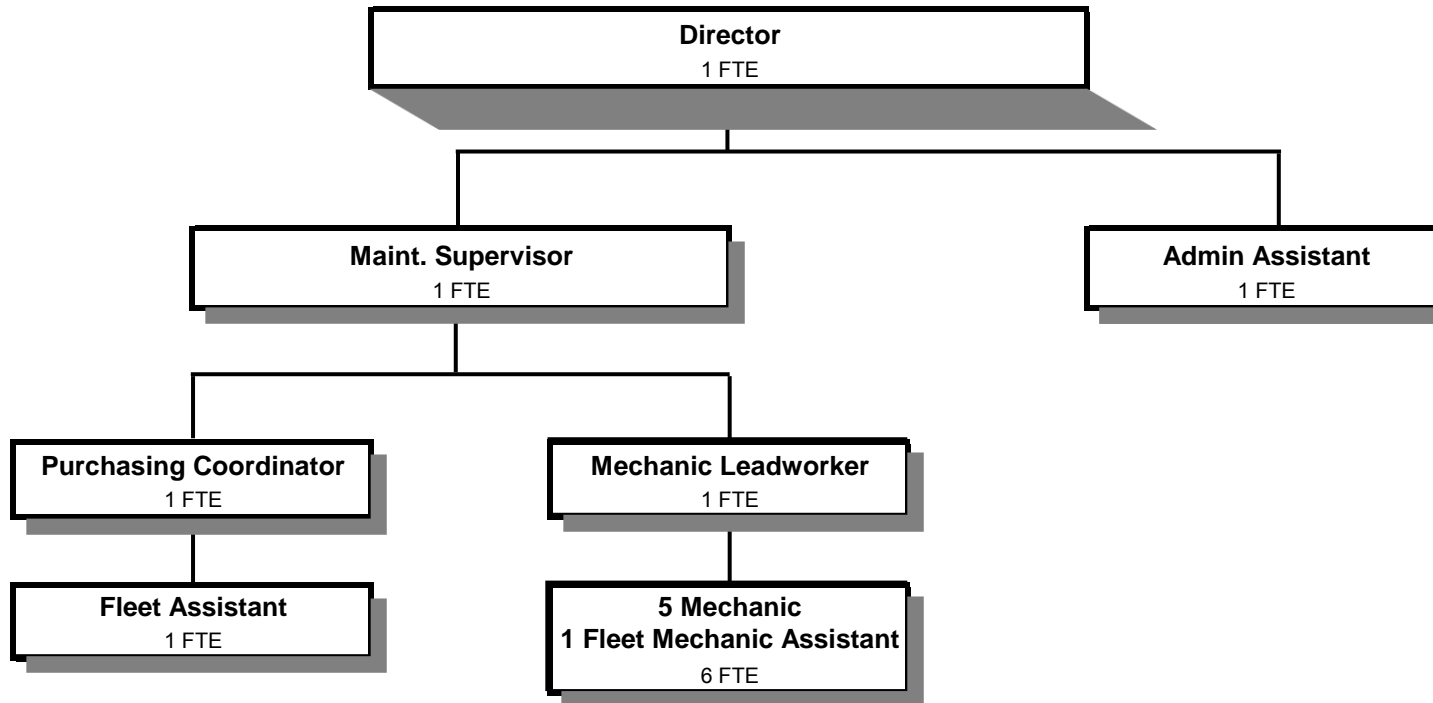 Director
1 FTE
Maint. Supervisor
1 FTE
Admin Assistant
1 FTE
Purchasing Coordinator
1 FTE
Mechanic Leadworker
1 FTE
Fleet Assistant
1 FTE
5 Mechanic
1 Fleet Mechanic Assistant
6 FTE